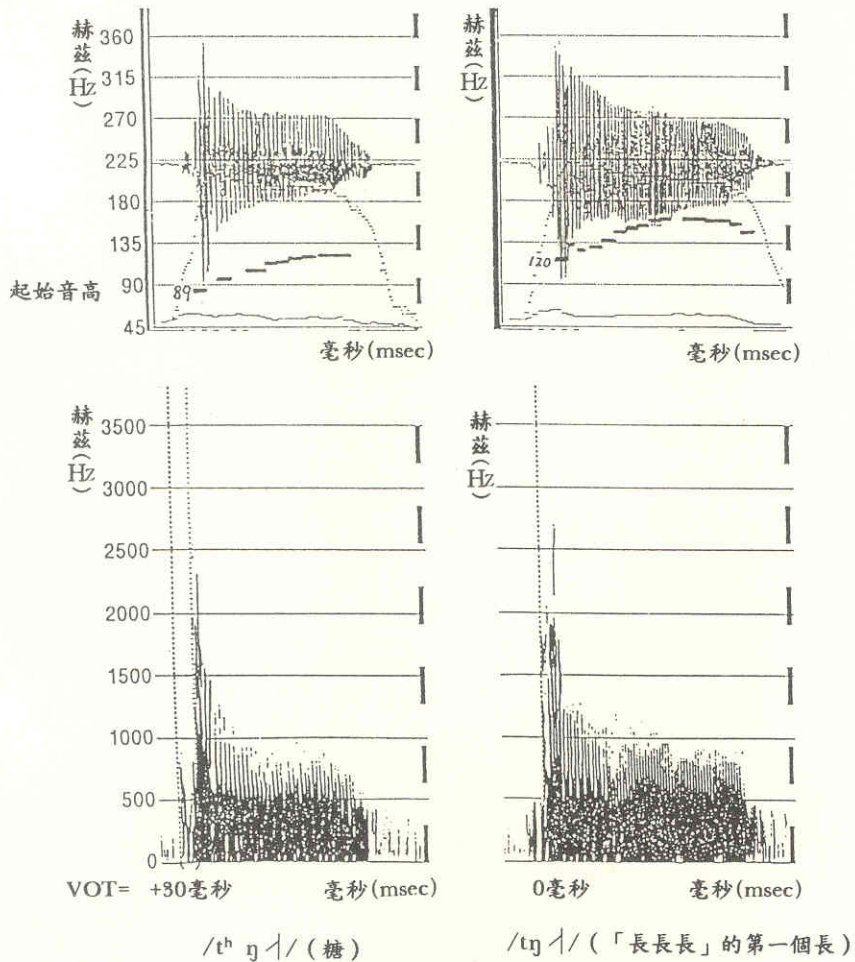 赫茲(Hz)
360
315
270
225
180
135
90
45
起始音高
89
毫秒(msec)
赫茲(Hz)
120
毫秒(msec)
赫茲(Hz)
3500
3000
2500
2000
1500
1000
500
0
VOT= +30毫秒 毫秒(msec)
赫茲(Hz)
0毫秒 毫秒(msec)
/tʰ ŋ ˧˥/ (糖)
/tŋ ˧˥/ (「長長長」的第一個長)